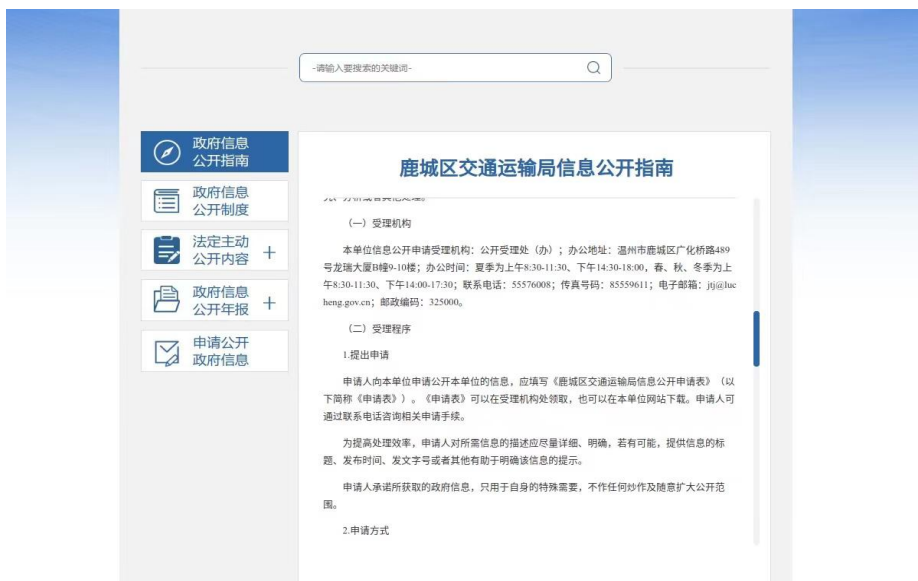 -请输入要搜索的关键词-
政府信息
公开指南
政府信息
公开制度
法定主动
公开内容
政府信息
公开年报
申请公开
政府信息
鹿城区交通运输局信息公开指南
（一）受理机构
本单位信息公开申请受理机构：公开受理处（办）；办公地址：温州市鹿城区广化桥路489
号龙瑞大厦B幢9-10楼；办公时间：夏季为上午8:30-11:30、下午14:30-18:00，春、秋、冬季为上
午8:30-11:30、下午14:00-17:30；联系电话：55576008；传真号码：85559611；电子邮箱：jtj@luc
heng.gov.cn；邮政编码：325000。
（二）受理程序
1.提出申请
申请人向本单位申请公开本单位的信息，应填写《鹿城区交通运输局信息公开申请表》（以
下简称《申请表》）。《申请表》可以在受理机构处领取，也可以在本单位网站下载。申请人可
通过联系电话咨询相关申请手续。
为提高处理效率，申请人对所需信息的描述应尽量详细、明确，若有可能，提供信息的标
题、发布时间、发文字号或者其他有助于明确该信息的提示。
申请人承诺所获取的政府信息，只用于自身的特殊需要，不作任何炒作及随意扩大公开范
围。
2.申请方式